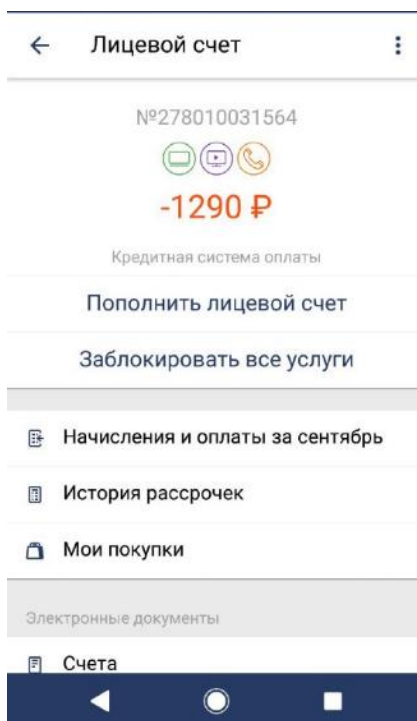 Лицевой счет
№278010031564
-1290 ₽
Кредитная система оплаты
Пополнить лицевой счет
Заблокировать все услуги
Начисления и оплаты за сентябрь
История рассрочек
Мои покупки
Электронные документы
Счета